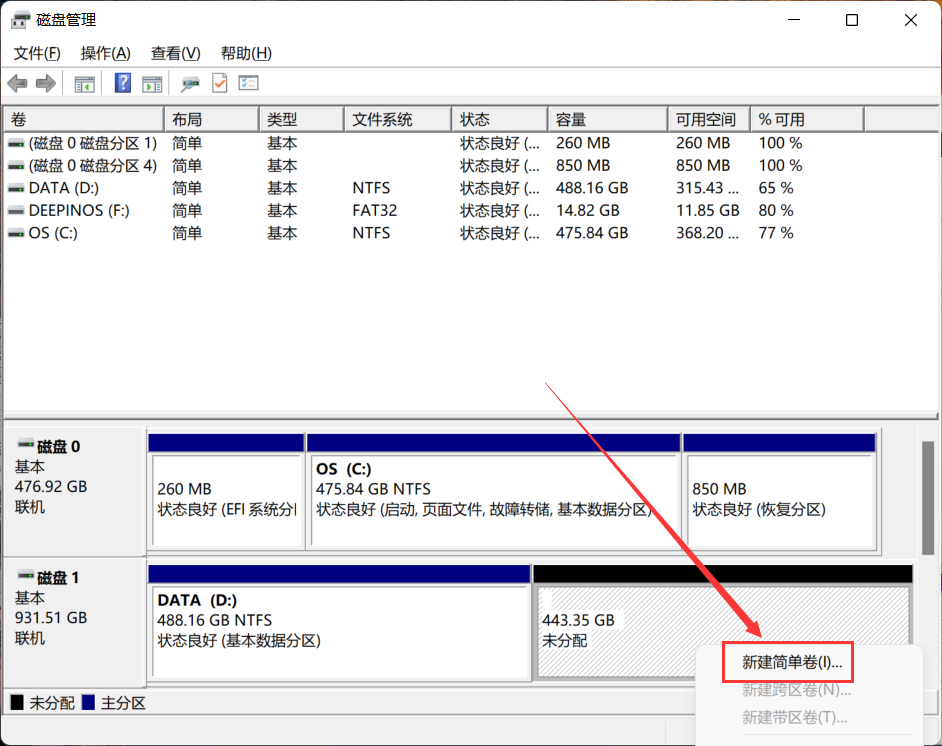 磁盘管理
文件(F) 操作(A) 查看(V) 帮助(H)
卷 布局 类型 文件系统 状态 容量 可用空间 % 可用
(磁盘 0 磁盘分区 1) 简单 基本 状态良好 (... 260 MB 260 MB 100 %
(磁盘 0 磁盘分区 4) 简单 基本 状态良好 (... 850 MB 850 MB 100 %
DATA (D:) 简单 基本 NTFS 状态良好 (... 488.16 GB 315.43 ... 65 %
DEEPINOS (F:) 简单 基本 FAT32 状态良好 (... 14.82 GB 11.85 GB 80 %
OS (C:) 简单 基本 NTFS 状态良好 (... 475.84 GB 368.20 ... 77 %
磁盘 0
基本
476.92 GB
联机
260 MB
状态良好 (EFI 系统分
OS (C:)
475.84 GB NTFS
状态良好 (启动, 页面文件, 故障转储, 基本数据分区)
850 MB
状态良好 (恢复分区)
磁盘 1
基本
931.51 GB
联机
DATA (D:)
488.16 GB NTFS
状态良好 (基本数据分区)
443.35 GB
未分配
新建简单卷(I)...
新建跨区卷(N)...
新建带区卷(T)...
未分配 主分区